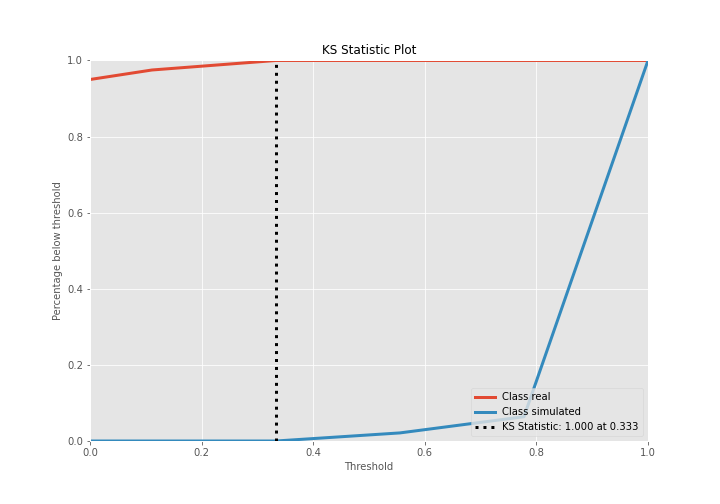 KS Statistic Plot
1.0
0.8
0.6
0.4
0.2
0.0
Percentage below threshold
0.0 0.2 0.4 0.6 0.8 1.0
Threshold
Class real
Class simulated
KS Statistic: 1.000 at 0.333